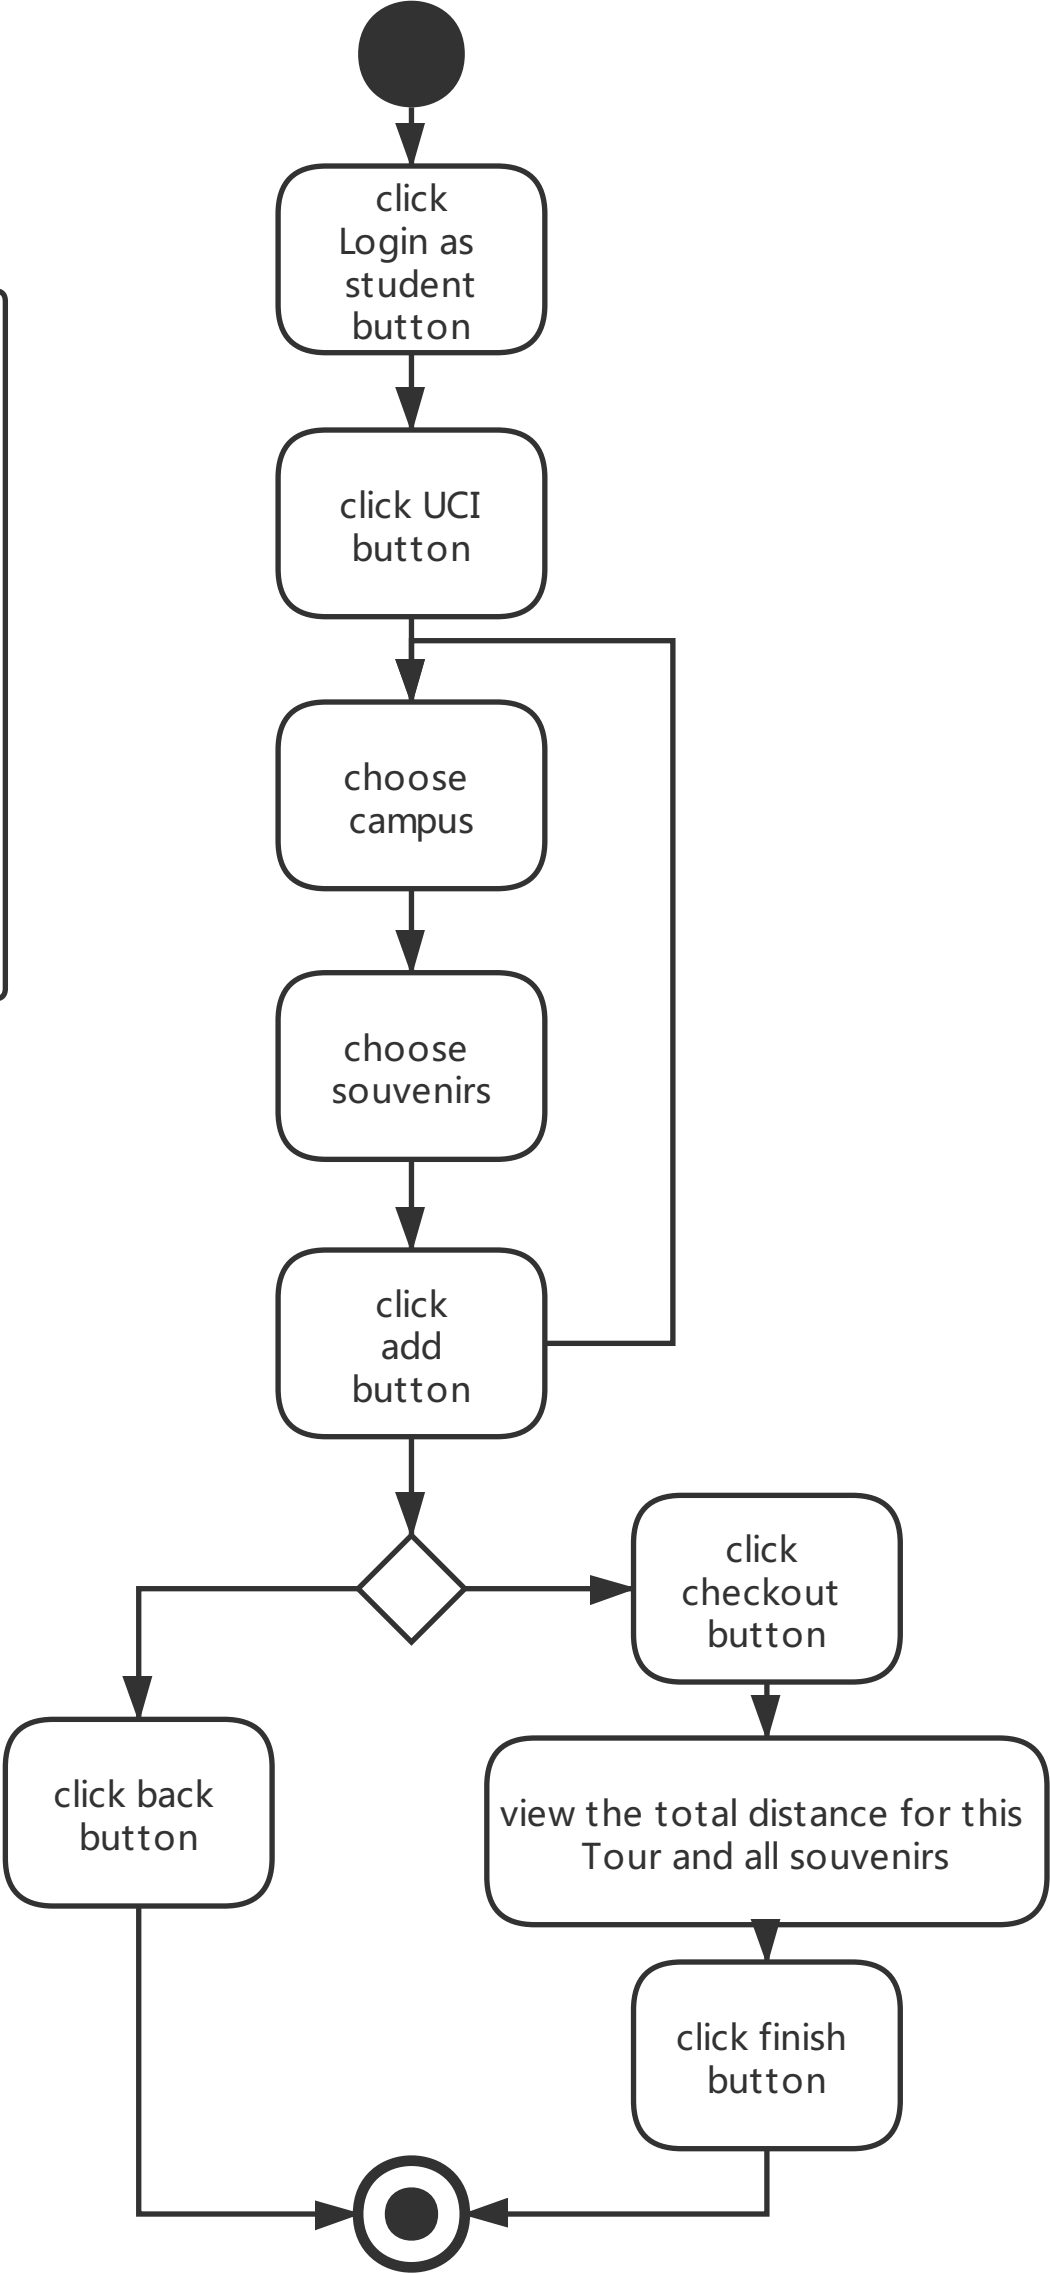 click
Login as
student
button
click UCI
button
choose
campus
choose
souvenirs
click
add
button
click
checkout
button
click back
button
view the total distance for this
Tour and all souvenirs
click finish
button